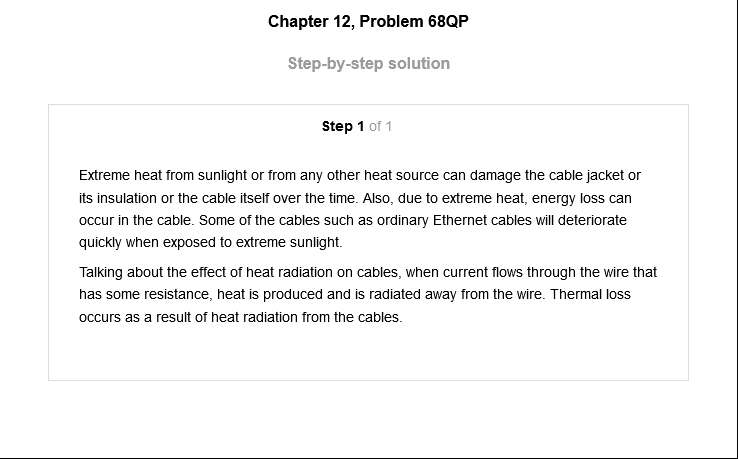 Chapter 12, Problem 68QP
Step-by-step solution
Step 1 of 1
Extreme heat from sunlight or from any other heat source can damage the cable jacket or
its insulation or the cable itself over the time. Also, due to extreme heat, energy loss can
occur in the cable. Some of the cables such as ordinary Ethernet cables will deteriorate
quickly when exposed to extreme sunlight.
Talking about the effect of heat radiation on cables, when current flows through the wire that
has some resistance, heat is produced and is radiated away from the wire. Thermal loss
occurs as a result of heat radiation from the cables.